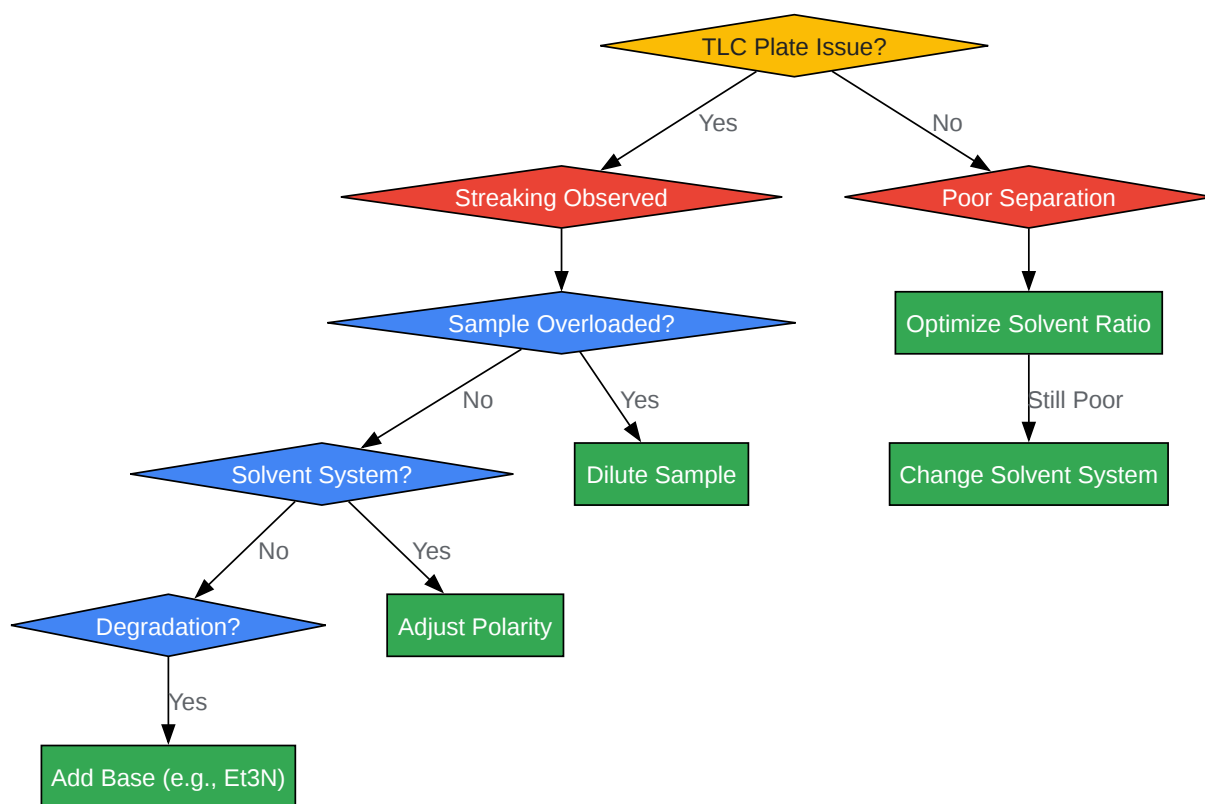 TLC Plate Issue?
Yes
No
Streaking Observed
Poor Separation
Sample Overloaded?
Optimize Solvent Ratio
No
Yes
Still Poor
Solvent System?
Dilute Sample
Change Solvent System
No
Yes
Degradation?
Adjust Polarity
Yes
Add Base (e.g., Et3N)